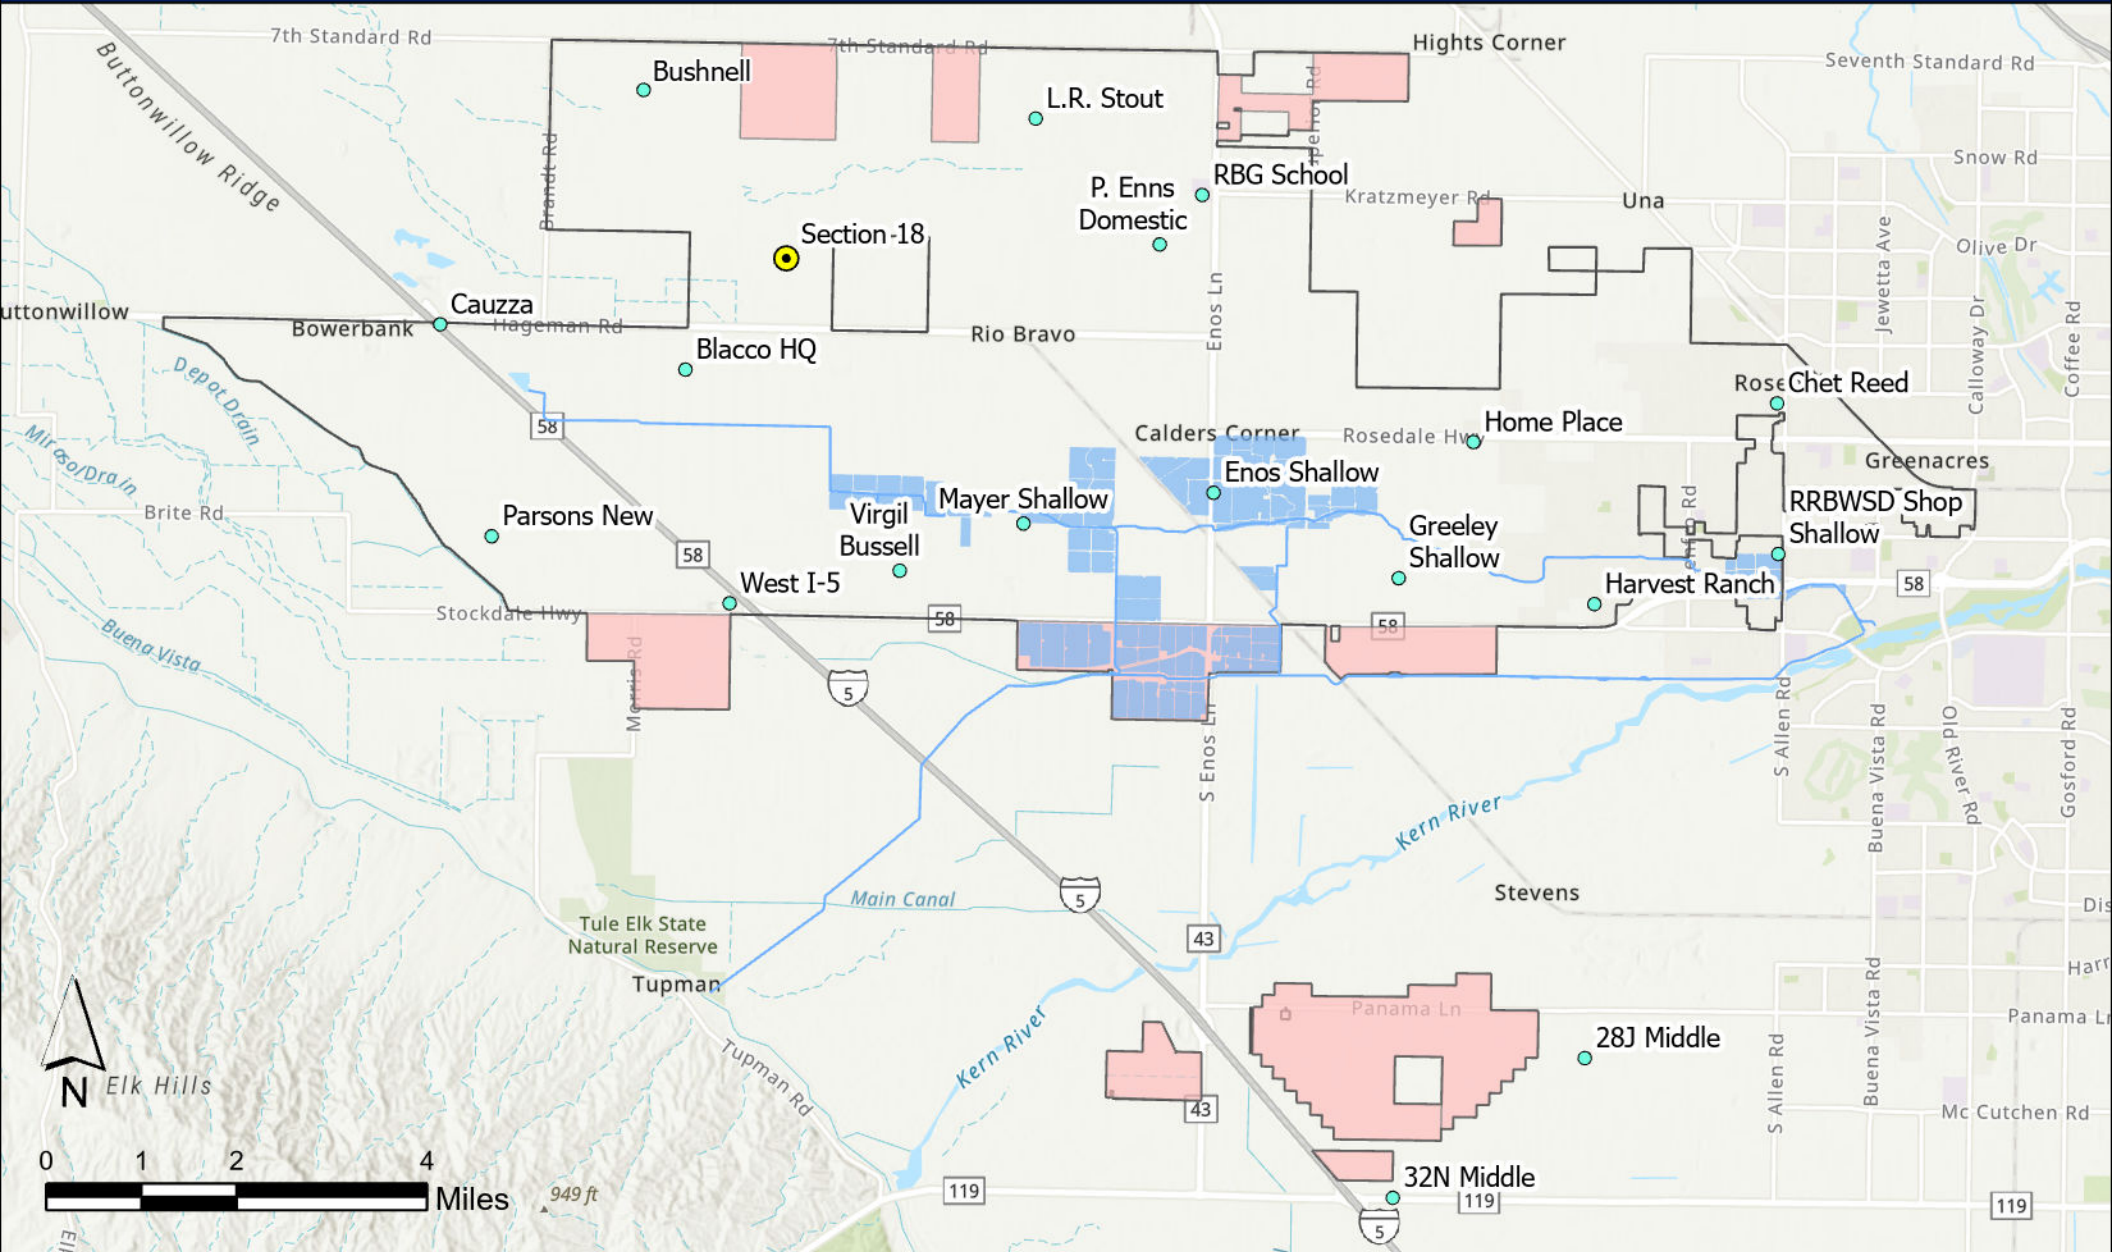 7th Standard Rd
7th Standard Rd
Hights Corner
Seventh Standard Rd
Buttonwillow Ridge
Bushnell
L.R. Stout
Brandt Rd
Snow Rd
RBG School
Kratzmeyer Rd
Una
P. Enns
Domestic
Section-18
Olive Dr
Jewetta Ave
Calloway Dr
Coffee Rd
Enos Ln
uttonwillow
Cauzza
Bowerbank
Hageman Rd
Rio Bravo
Blacco HQ
Depot Drain
Rose
Chet Reed
58
Calders Corner
Rosedale Hwy
Home Place
Greenacres
Enos Shallow
Mayer Shallow
RRBWSD Shop
Shallow
Brite Rd
Parsons New
Virgil
Bussell
Greeley
Shallow
58
West I-5
Harvest Ranch
58
Stockdale Hwy
58
58
Buena Vista
Morris Rd
5
S Enos Ln
S Allen Rd
Buena Vista Rd
Old River Rd
Gosford Rd
Kern River
Main Canal
5
Stevens
Dis
Tule Elk State
Natural Reserve
43
Tupman
Harr
Panama Ln
Panama Ln
Kern River
28J Middle
S Allen Rd
Buena Vista Rd
Tupman Rd
N
Elk Hills
43
Mc Cutchen Rd
0 1 2 4
Miles
949 ft
119
32N Middle
119
119
5